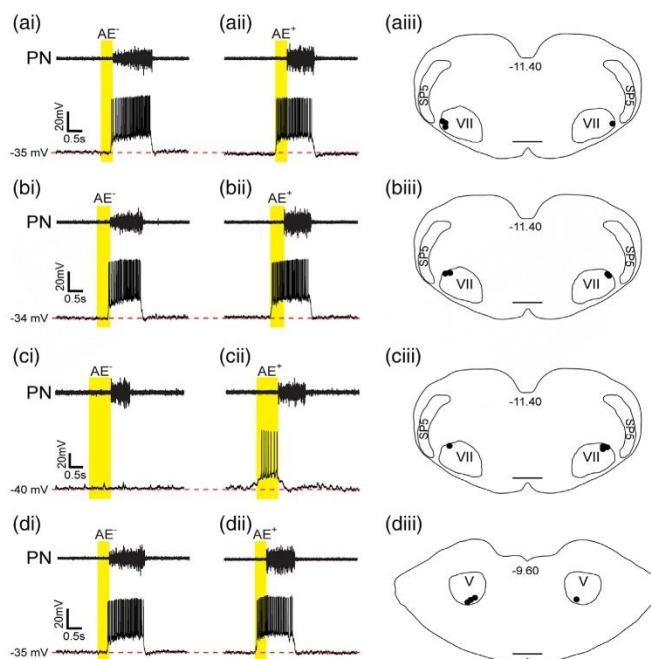 (ai) (aii) (aiii)
AE⁻ AE⁺
PN
20mV
0.5s
-35 mV
-11.40
SP5 SP5
VII VII
(bi) (bii) (biii)
AE⁻ AE⁺
PN
20mV
0.5s
-34 mV
-11.40
SP5 SP5
VII VII
(ci) (cii) (ciii)
AE⁻ AE⁺
PN
20mV
0.5s
-40 mV
-11.40
SP5 SP5
VII VII
(di) (dii) (diii)
AE⁻ AE⁺
PN
20mV
0.5s
-35 mV
-9.60
V V